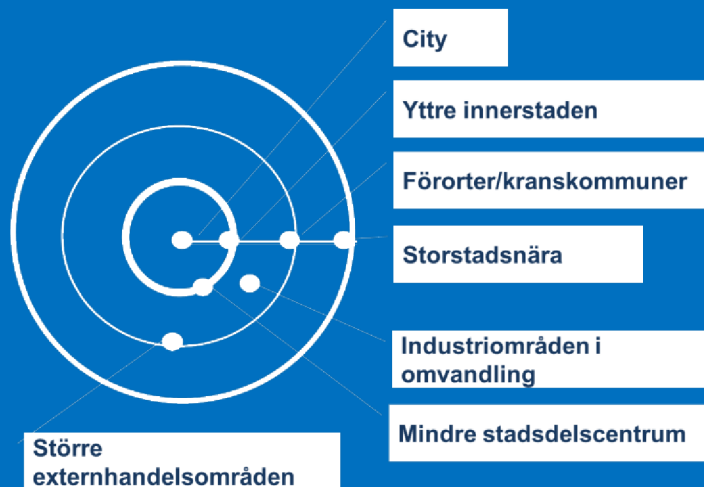 City
Yttre innerstaden
Förorter/kranskommuner
Storstadsnära
Industriområden i
omvandling
Mindre stadsdelscentrum
Större
externhandelsområden